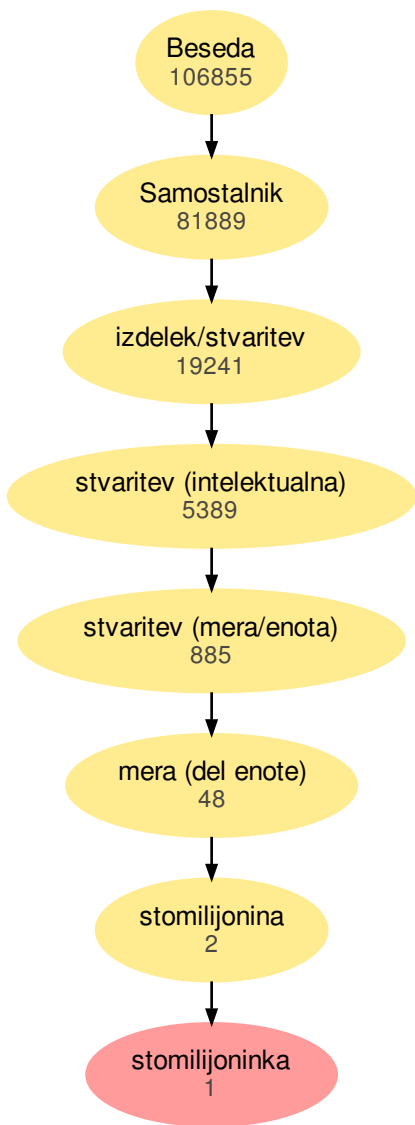 Beseda
106855
Samostalnik
81889
izdelek/stvaritev
19241
stvaritev (intelektualna)
5389
stvaritev (mera/enota)
885
mera (del enote)
48
stomilijonina
2
stomilijoninka
1